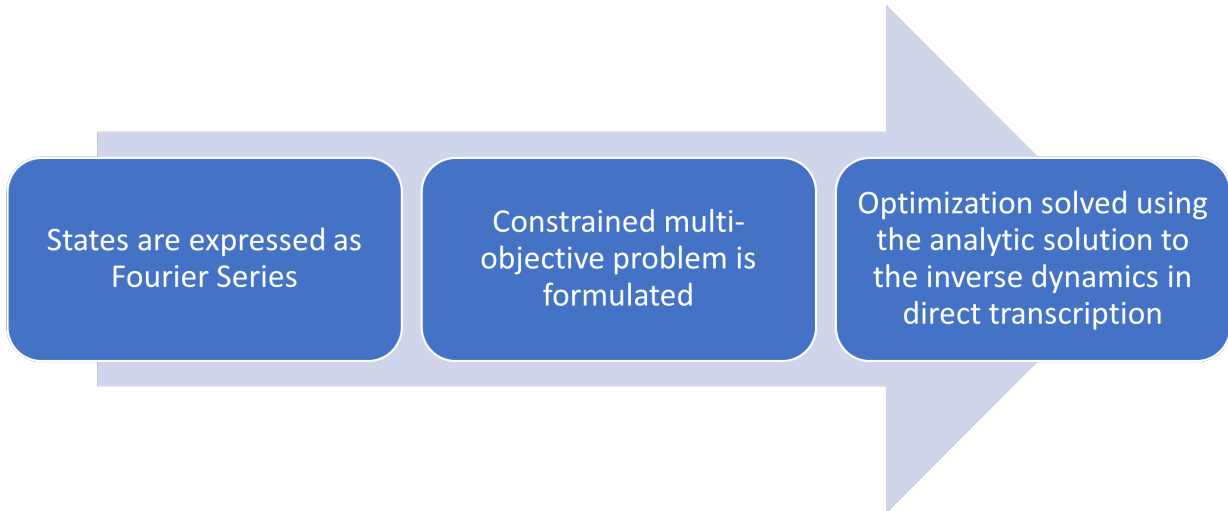 States are expressed as
Fourier Series
Constrained multi-
objective problem is
formulated
Optimization solved using
the analytic solution to
the inverse dynamics in
direct transcription